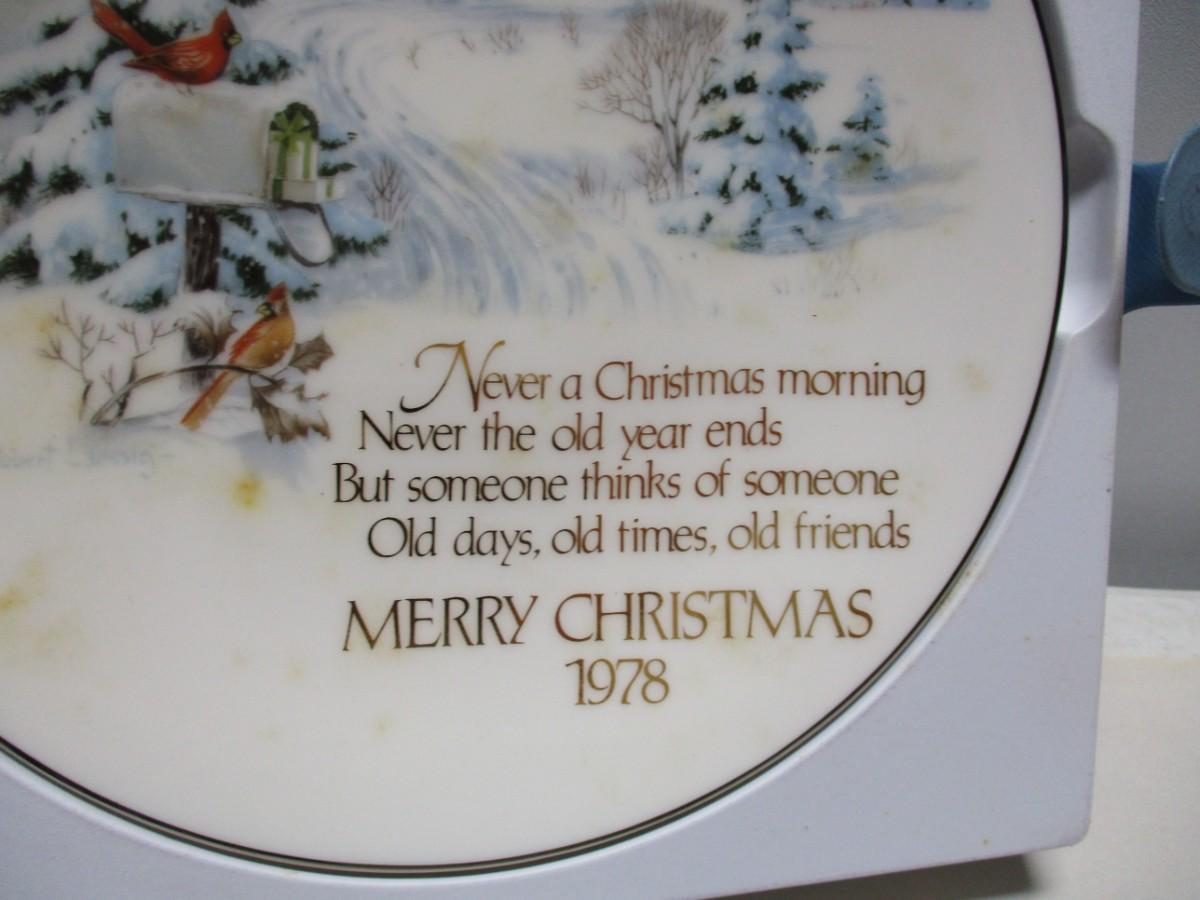 Never a Christmas morning
Never the old year ends
But someone thinks of someone
Old days, old times, old friends
MERRY CHRISTMAS
1978